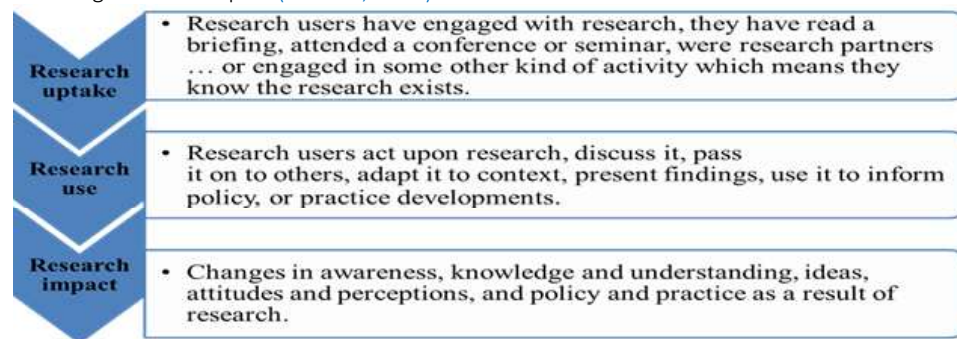 • Research users have engaged with research, they have read a
briefing, attended a conference or seminar, were research partners
… or engaged in some other kind of activity which means they
know the research exists.
Research
uptake
• Research users act upon research, discuss it, pass
it on to others, adapt it to context, present findings, use it to inform
policy, or practice developments.
Research
use
• Changes in awareness, knowledge and understanding, ideas,
attitudes and perceptions, and policy and practice as a result of
research.
Research
impact